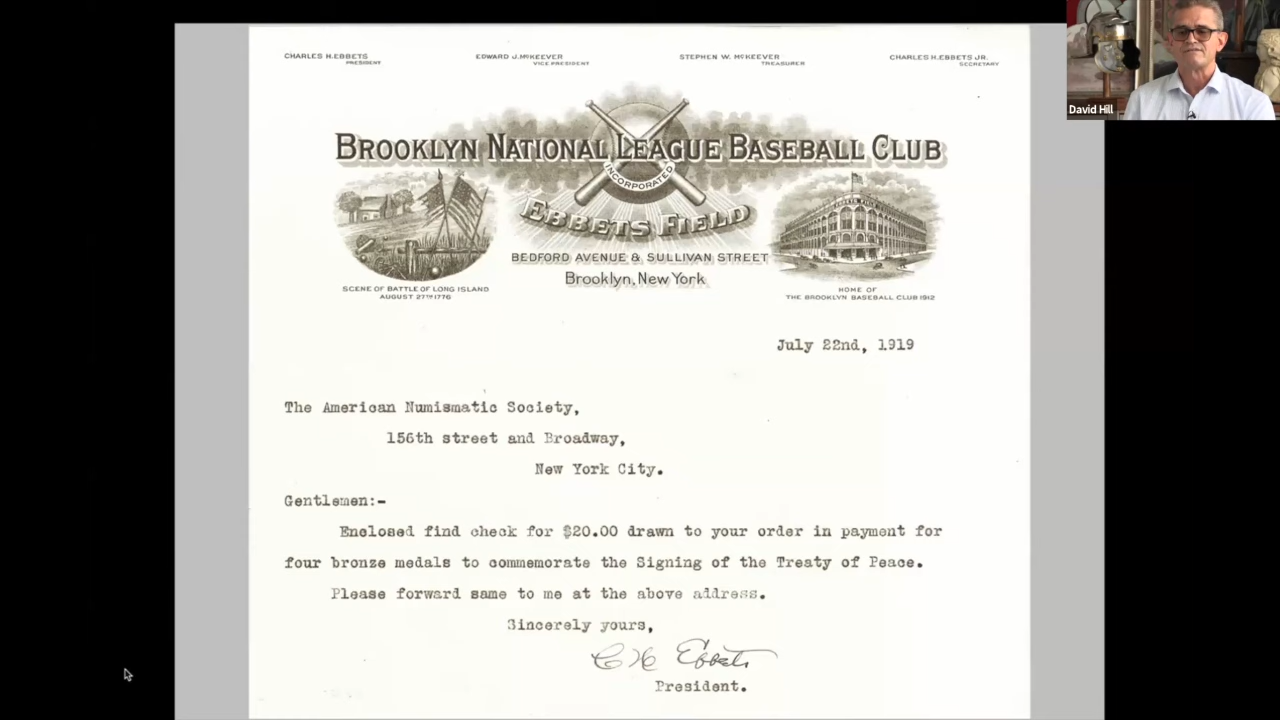 CHARLES H. EBBETS
PRESIDENT
EDWARD J. McKEEVER
VICE PRESIDENT
STEPHEN W. McKEEVER
TREASURER
CHARLES H. EBBETS JR.
SECRETARY
David Hill
BROOKLYN NATIONAL LEAGUE BASEBALL CLUB
INCORPORATED
EBBETS FIELD
EBBETS FIELD
BEDFORD AVENUE & SULLIVAN STREET
Brooklyn, New York
SCENE OF BATTLE OF LONG ISLAND
AUGUST 27TH 1776
HOME OF
THE BROOKLYN BASEBALL CLUB 1912
July 22nd, 1919
The American Numismatic Society,
156th street and Broadway,
New York City.
Gentlemen:-
Enclosed find check for $20.00 drawn to your order in payment for
four bronze medals to commemorate the Signing of the Treaty of Peace.
Please forward same to me at the above address.
Sincerely yours,
C H Ebbets
President.